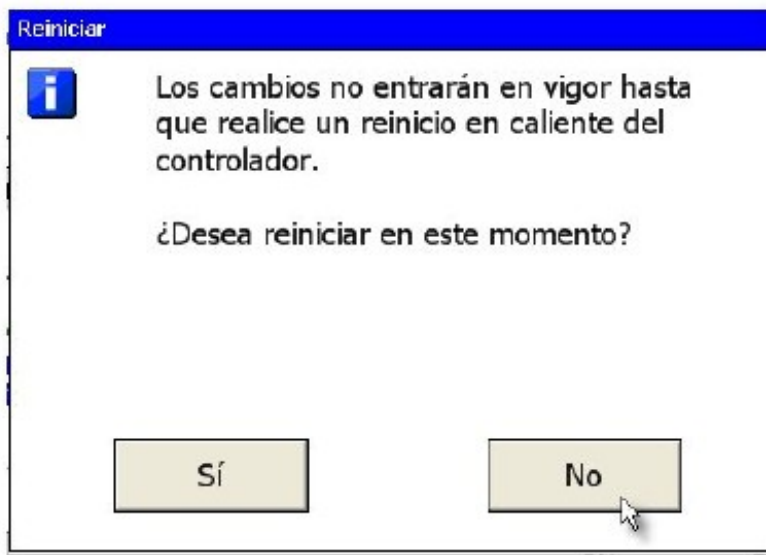 Reiniciar
Los cambios no entrarán en vigor hasta
que realice un reinicio en caliente del
controlador.
¿Desea reiniciar en este momento?
Sí
No